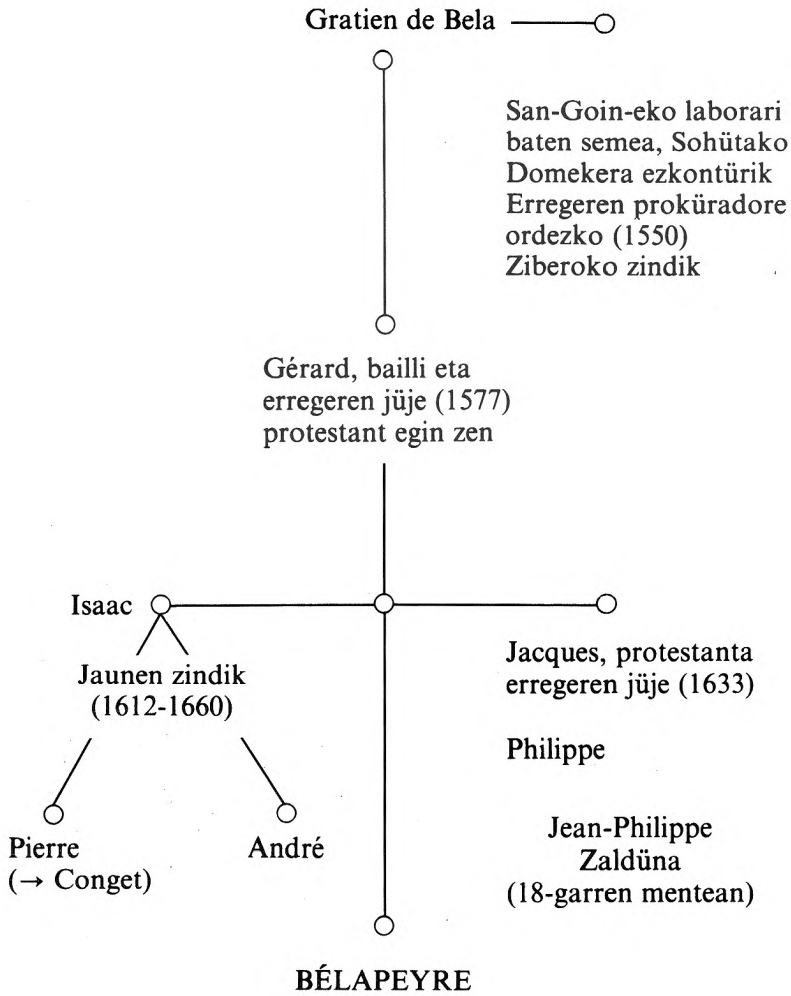 Gratien de Bela
San-Goin-eko laborari
baten semea, Sohütako
Domekera ezkontürik
Erregeren proküradore
ordezko (1550)
Ziberoko zindik
Gérard, bailli eta
erregeren jüje (1577)
protestant egin zen
Isaac
Jaunen zindik
(1612-1660)
Pierre
(→ Conget)
André
Jacques, protestanta
erregeren jüje (1633)
Philippe
Jean-Philippe
Zaldüna
(18-garren mentean)
BÉLAPEYRE